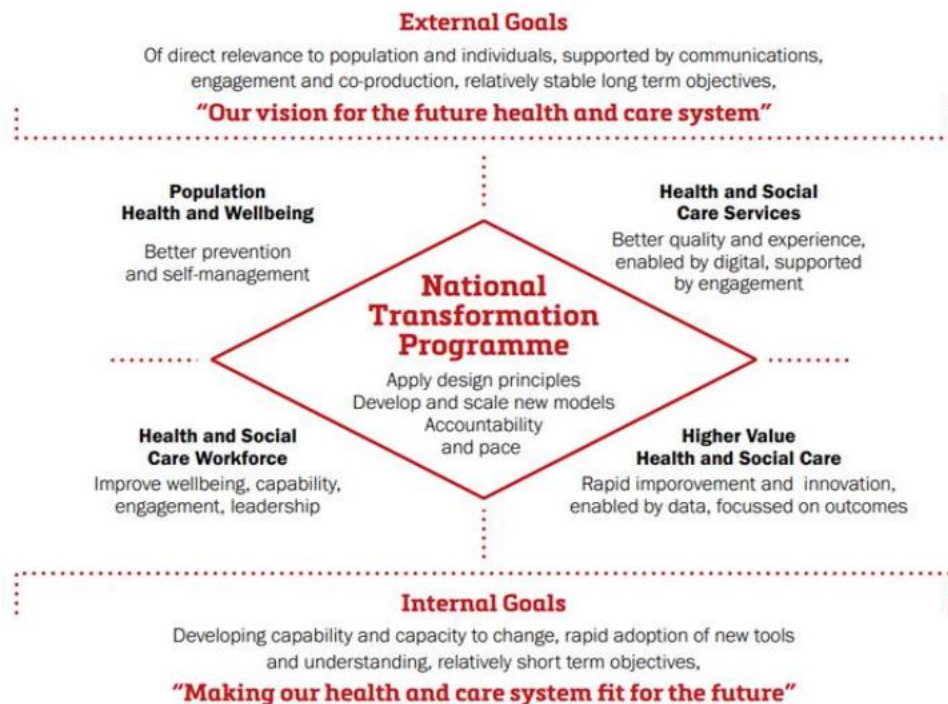 External Goals
Of direct relevance to population and individuals, supported by communications,
engagement and co-production, relatively stable long term objectives,
“Our vision for the future health and care system”
Population
Health and Wellbeing
Better prevention
and self-management
Health and Social
Care Services
Better quality and experience,
enabled by digital, supported
by engagement
National
Transformation
Programme
Apply design principles
Develop and scale new models
Accountability
and pace
Health and Social
Care Workforce
Improve wellbeing, capability,
engagement, leadership
Higher Value
Health and Social Care
Rapid imporovement and innovation,
enabled by data, focussed on outcomes
Internal Goals
Developing capability and capacity to change, rapid adoption of new tools
and understanding, relatively short term objectives,
“Making our health and care system fit for the future”